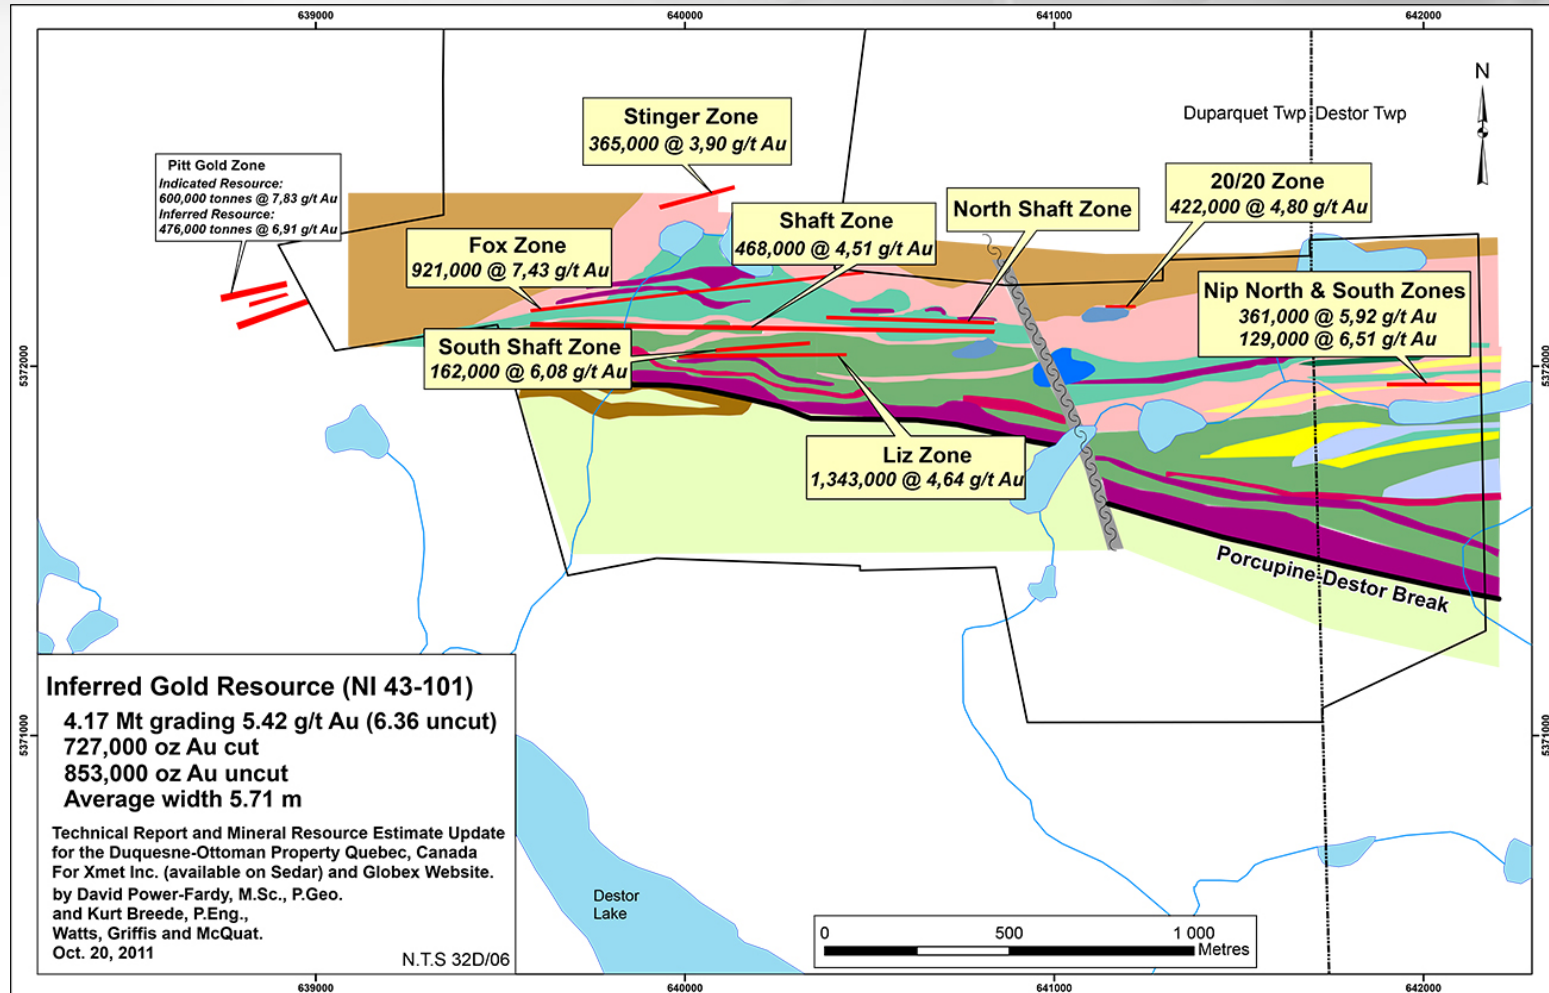 639000
640000
641000
642000
N
Duparquet Twp
Destor Twp
Stinger Zone
365,000 @ 3,90 g/t Au
Pitt Gold Zone
Indicated Resource:
600,000 tonnes @ 7,83 g/t Au
Inferred Resource:
476,000 tonnes @ 6,91 g/t Au
20/20 Zone
422,000 @ 4,80 g/t Au
North Shaft Zone
Shaft Zone
468,000 @ 4,51 g/t Au
Fox Zone
921,000 @ 7,43 g/t Au
Nip North & South Zones
361,000 @ 5,92 g/t Au
129,000 @ 6,51 g/t Au
South Shaft Zone
162,000 @ 6,08 g/t Au
5372000
5372000
Liz Zone
1,343,000 @ 4,64 g/t Au
Porcupine-Destor Break
Inferred Gold Resource (NI 43-101)
4.17 Mt grading 5.42 g/t Au (6.36 uncut)
727,000 oz Au cut
853,000 oz Au uncut
Average width 5.71 m
5371000
5371000
Technical Report and Mineral Resource Estimate Update
for the Duquesne-Ottoman Property Quebec, Canada
For Xmet Inc. (available on Sedar) and Globex Website.
by David Power-Fardy, M.Sc., P.Geo.
and Kurt Breede, P.Eng.,
Watts, Griffis and McQuat.
Oct. 20, 2011
N.T.S 32D/06
Destor
Lake
0
500
1 000
Metres
639000
640000
641000
642000